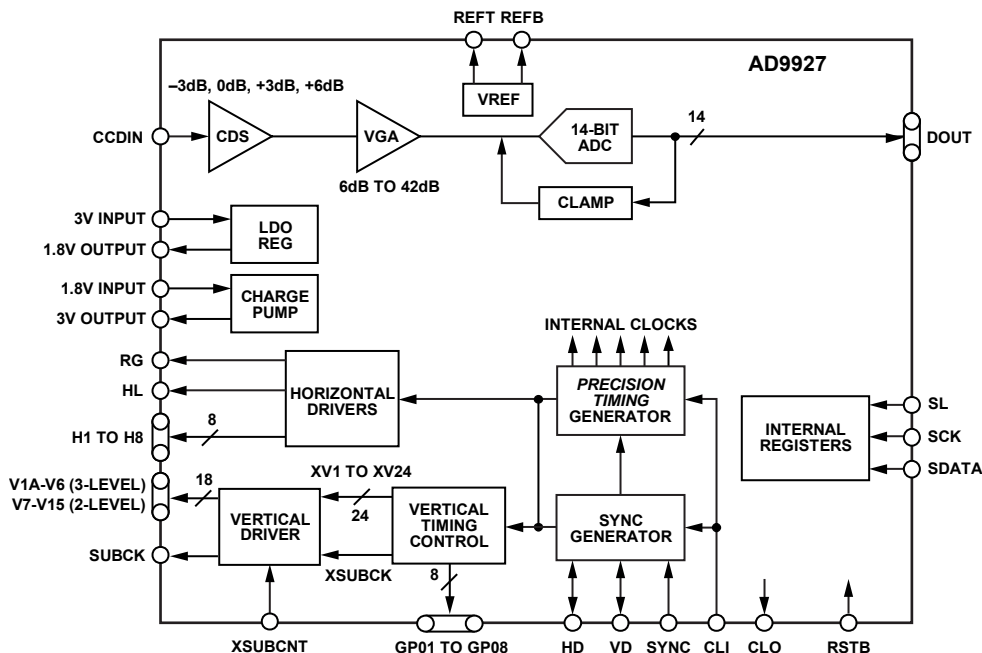 REFT REFB
AD9927
–3dB, 0dB, +3dB, +6dB
VREF
CCDIN
CDS
VGA
14-BIT
ADC
14
DOUT
6dB TO 42dB
CLAMP
3V INPUT
1.8V OUTPUT
LDO
REG
1.8V INPUT
3V OUTPUT
CHARGE
PUMP
INTERNAL CLOCKS
RG
HL
H1 TO H8
8
HORIZONTAL
DRIVERS
PRECISION
TIMING
GENERATOR
INTERNAL
REGISTERS
SL
SCK
SDATA
V1A-V6 (3-LEVEL)
V7-V15 (2-LEVEL)
18
SUBCK
VERTICAL
DRIVER
XV1 TO XV24
24
XSUBCK
VERTICAL
TIMING
CONTROL
8
SYNC
GENERATOR
XSUBCNT
GP01 TO GP08
HD
VD
SYNC
CLI
CLO
RSTB